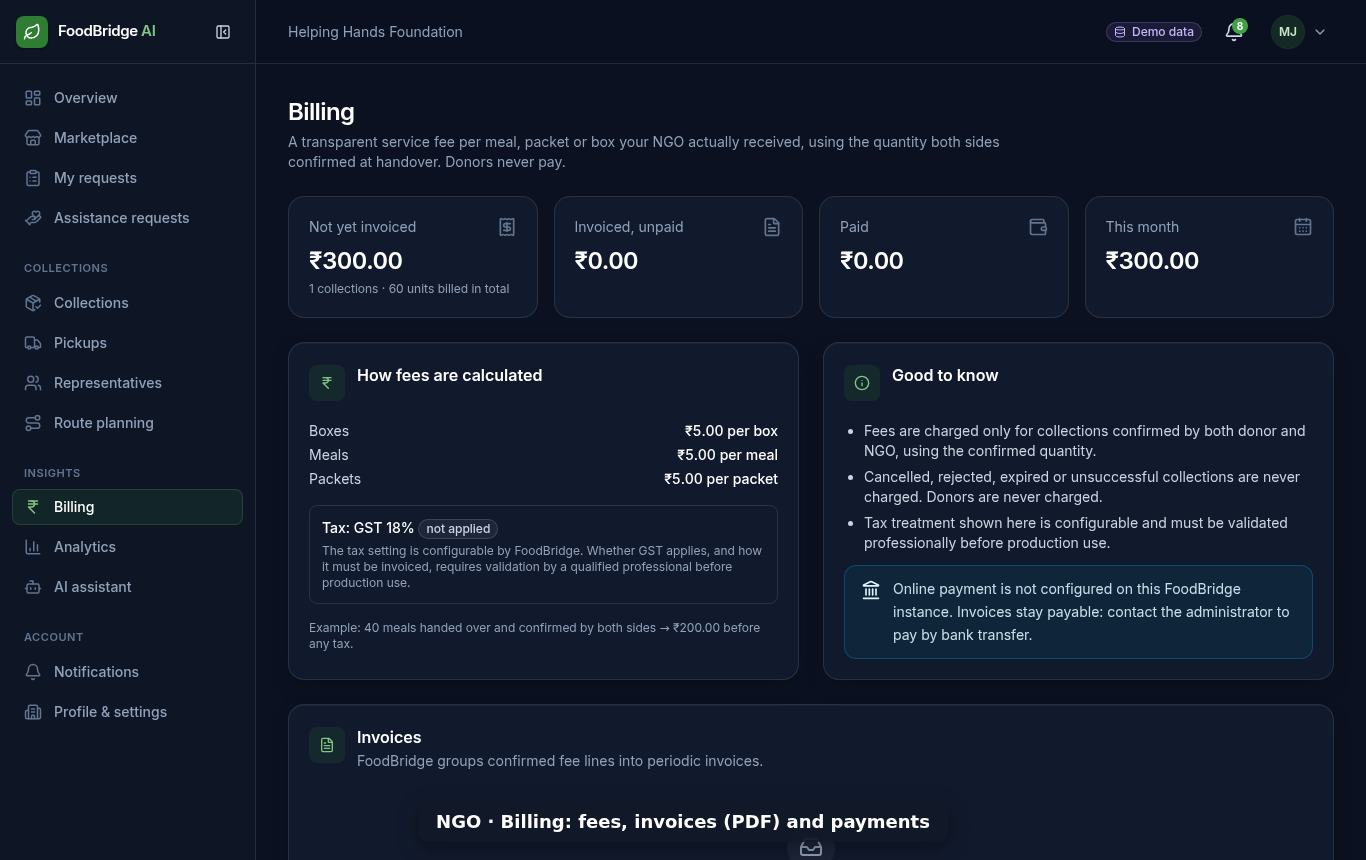 FoodBridge AI
Helping Hands Foundation
Demo data
8
MJ
Overview
Marketplace
My requests
Assistance requests
COLLECTIONS
Collections
Pickups
Representatives
Route planning
INSIGHTS
Billing
Analytics
AI assistant
ACCOUNT
Notifications
Profile & settings
Billing
A transparent service fee per meal, packet or box your NGO actually received, using the quantity both sides
confirmed at handover. Donors never pay.
Not yet invoiced
₹300.00
1 collections · 60 units billed in total
Invoiced, unpaid
₹0.00
Paid
₹0.00
This month
₹300.00
How fees are calculated
Boxes ₹5.00 per box
Meals ₹5.00 per meal
Packets ₹5.00 per packet
Tax: GST 18% not applied
The tax setting is configurable by FoodBridge. Whether GST applies, and how
it must be invoiced, requires validation by a qualified professional before
production use.
Example: 40 meals handed over and confirmed by both sides → ₹200.00 before
any tax.
Good to know
• Fees are charged only for collections confirmed by both donor and
NGO, using the confirmed quantity.
• Cancelled, rejected, expired or unsuccessful collections are never
charged. Donors are never charged.
• Tax treatment shown here is configurable and must be validated
professionally before production use.
Online payment is not configured on this FoodBridge
instance. Invoices stay payable: contact the administrator to
pay by bank transfer.
Invoices
FoodBridge groups confirmed fee lines into periodic invoices.
NGO · Billing: fees, invoices (PDF) and payments